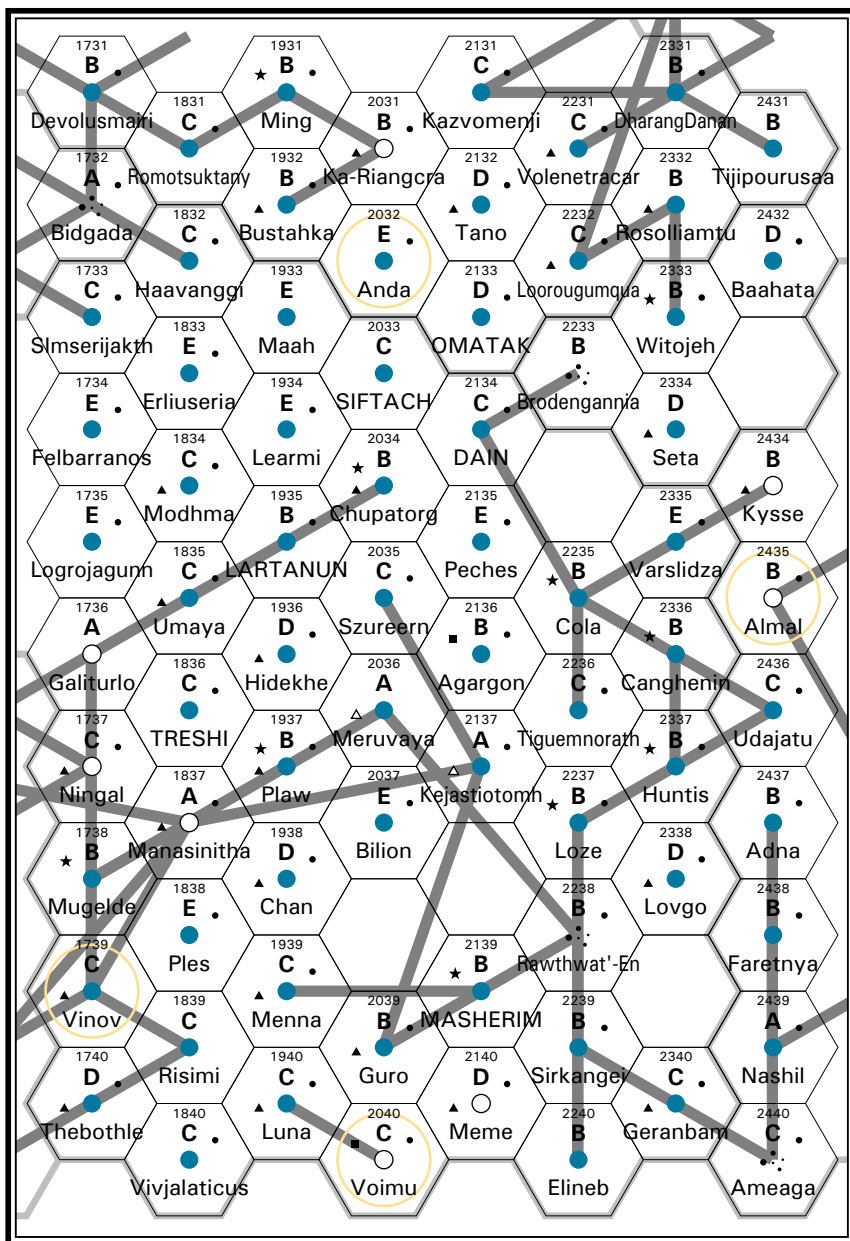 1731
B
Devolusmairi
1931
B
Ming
2131
C
Kazvomenji
2331
B
DharangDanan
1831
C
Romotsuktany
2031
B
Ka-Riangcra
2231
C
Volenetracar
2431
B
Tijipourusaa
1732
A
Bidgada
1932
B
Bustahka
2132
D
Tano
2332
B
Rosolliamtu
1832
C
Haavanggi
2032
E
Anda
2232
C
Loorougumqua
2432
D
Baahata
1733
C
SImserijakth
1933
E
Maah
2133
D
OMATAK
2333
B
Witojeh
1833
E
Erliuseria
2033
C
SIFTACH
2233
B
Brodengannia
1734
E
Felbarranos
1934
E
Learmi
2134
C
DAIN
2334
D
Seta
1834
C
Modhma
2034
B
Chupatorg
2434
B
Kysse
1735
E
Logrojagunn
1935
B
LARTANUN
2135
E
Peches
2335
E
Varslidza
1835
C
Umaya
2035
C
Szureern
2235
B
Cola
2435
B
Almal
1736
A
Galiturlo
1936
D
Hidekhe
2136
B
Agargon
2336
B
Canghenin
1836
C
TRESHI
2036
A
Meruvaya
2236
C
Tiguemnorath
2436
C
Udajatu
1737
C
Ningal
1937
B
Plaw
2137
A
Kejastiotomh
2337
B
Huntis
1837
A
Manasinitha
2037
E
Bilion
2237
B
Loze
2437
B
Adna
1738
B
Mugelde
1938
D
Chan
2338
D
Lovgo
1838
E
Ples
2238
B
Rawthwat'-En
2438
B
Faretnya
1739
C
Vinov
1939
C
Menna
2139
B
MASHERIM
1839
C
Risimi
2039
B
Guro
2239
B
Sirkangei
2439
A
Nashil
1740
D
Thebothle
1940
C
Luna
2140
D
Meme
2340
C
Geranbam
1840
C
Vivjalaticus
2040
C
Voimu
2240
B
Elineb
2440
C
Ameaga